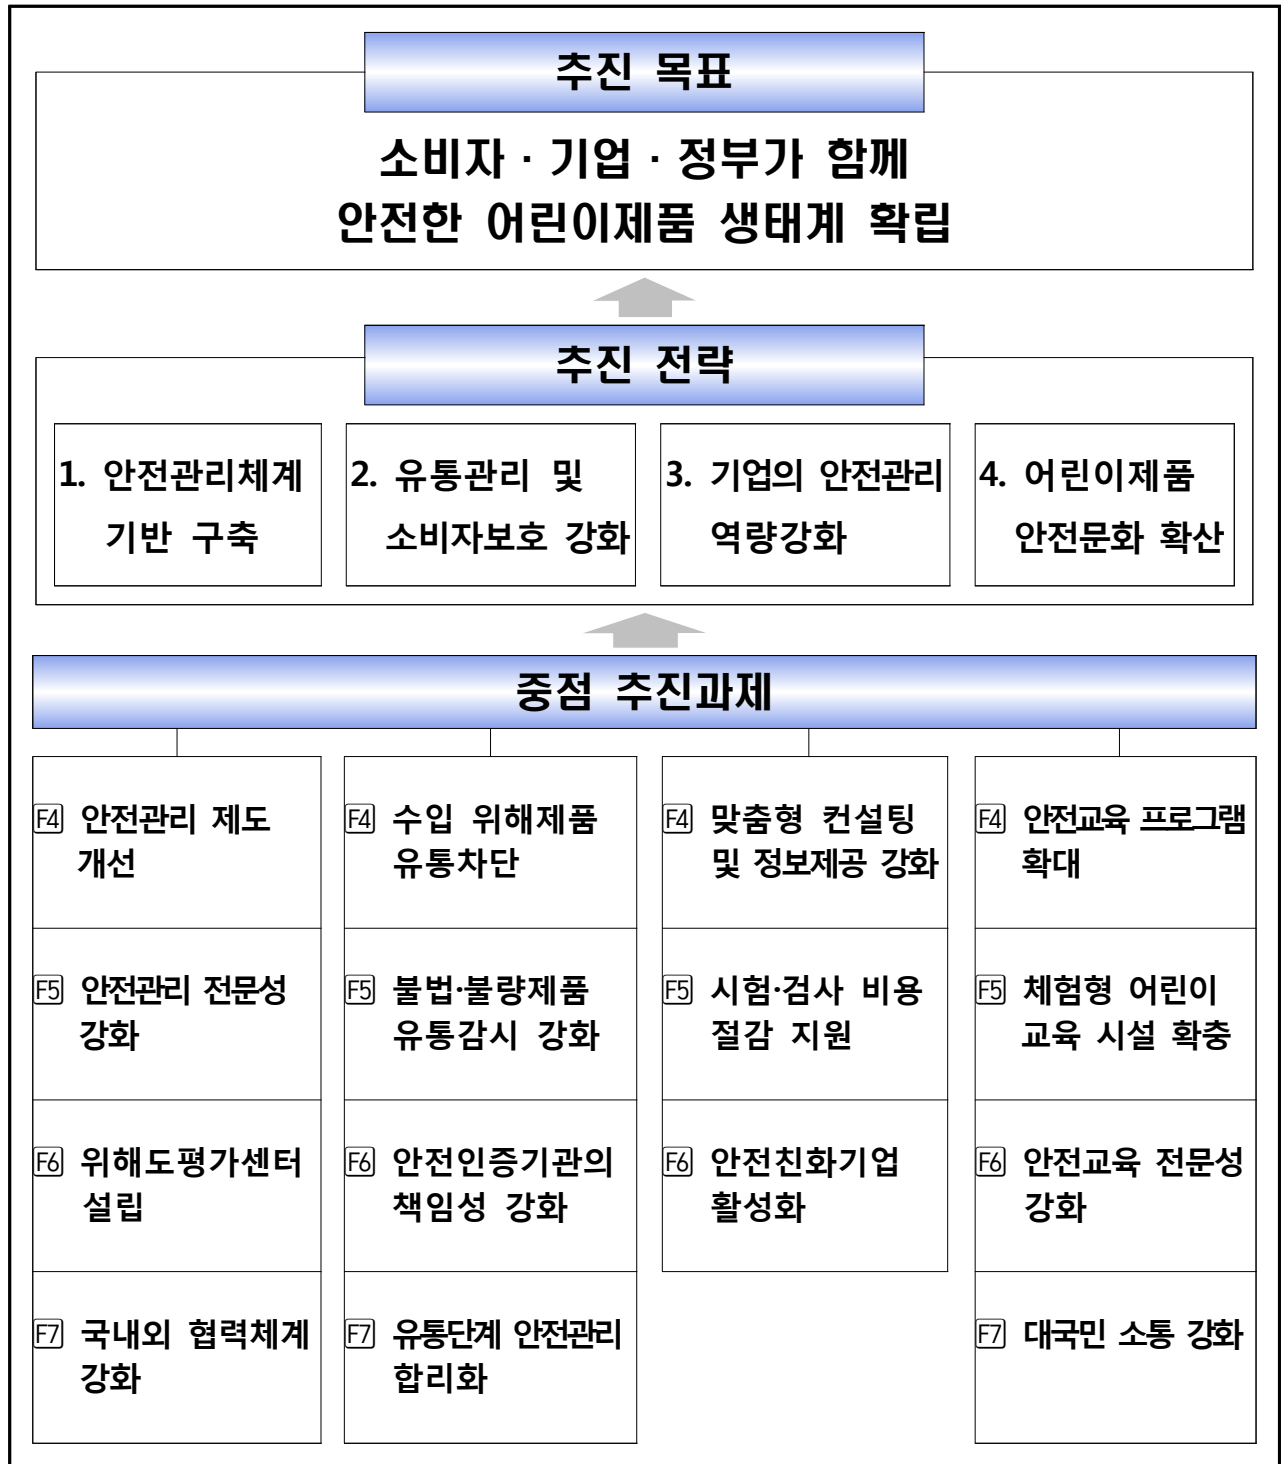 추진 목표
소비자 · 기업 · 정부가 함께
안전한 어린이제품 생태계 확립
추진 전략
1. 안전관리체계
기반 구축
2. 유통관리 및
소비자보호 강화
3. 기업의 안전관리
역량강화
4. 어린이제품
안전문화 확산
중점 추진과제
F4 안전관리 제도
개선
F5 안전관리 전문성
강화
F6 위해도평가센터
설립
F7 국내외 협력체계
강화
F4 수입 위해제품
유통차단
F5 불법·불량제품
유통감시 강화
F6 안전인증기관의
책임성 강화
F7 유통단계 안전관리
합리화
F4 맞춤형 컨설팅
및 정보제공 강화
F5 시험·검사 비용
절감 지원
F6 안전친화기업
활성화
F4 안전교육 프로그램
확대
F5 체험형 어린이
교육 시설 확충
F6 안전교육 전문성
강화
F7 대국민 소통 강화